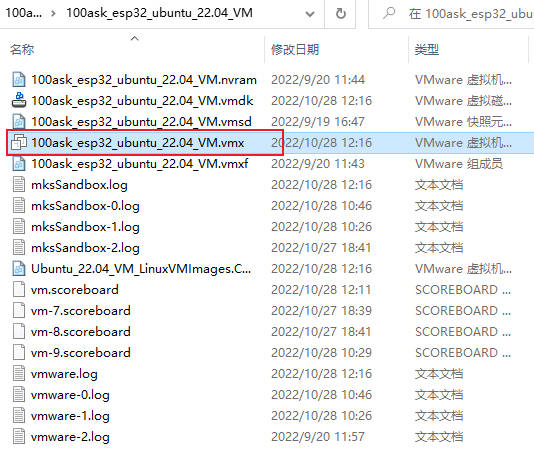 100a... > 100ask_esp32_ubuntu_22.04_VM 在 100ask_esp32_ubu
名称 修改日期 类型
100ask_esp32_ubuntu_22.04_VM.nvram 2022/9/20 11:44 VMware 虚拟机...
100ask_esp32_ubuntu_22.04_VM.vmdk 2022/10/28 12:16 VMware 虚拟磁...
100ask_esp32_ubuntu_22.04_VM.vmsd 2022/9/19 16:47 VMware 快照元...
100ask_esp32_ubuntu_22.04_VM.vmx 2022/10/28 12:16 VMware 虚拟机...
100ask_esp32_ubuntu_22.04_VM.vmxf 2022/9/20 11:43 VMware 组成员
mksSandbox.log 2022/10/28 12:16 文本文档
mksSandbox-0.log 2022/10/28 10:46 文本文档
mksSandbox-1.log 2022/10/28 10:26 文本文档
mksSandbox-2.log 2022/10/27 18:41 文本文档
Ubuntu_22.04_VM_LinuxVMImages.C... 2022/10/28 12:16 VMware 虚拟机...
vm.scoreboard 2022/10/28 12:11 SCOREBOARD ...
vm-7.scoreboard 2022/10/27 18:39 SCOREBOARD ...
vm-8.scoreboard 2022/10/27 18:41 SCOREBOARD ...
vm-9.scoreboard 2022/10/28 10:29 SCOREBOARD ...
vmware.log 2022/10/28 12:16 文本文档
vmware-0.log 2022/10/28 10:46 文本文档
vmware-1.log 2022/10/28 10:26 文本文档
vmware-2.log 2022/9/20 11:57 文本文档